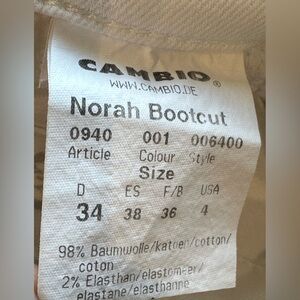 CAMBIO®
WWW.CAMBIO.DE
Norah Bootcut
0940 001 006400
Article Colour Style
Size
D ES F/B USA
34 38 36 4
98% Baumwolle/katoen/cotton/
coton
2% Elasthan/elastomer/
elastane/elasthanne